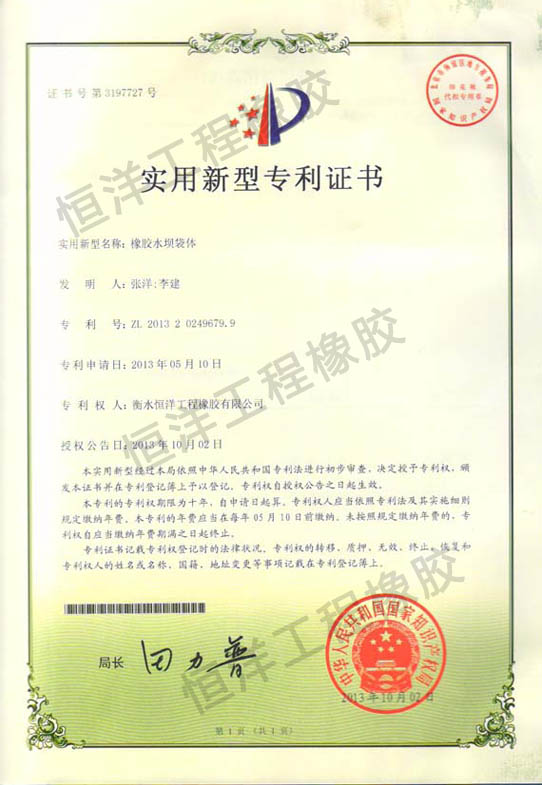 证书号第3197727号
实用新型专利证书
实用新型名称：橡胶水坝袋体
发明人：张洋;李建
专利号：ZL 2013 2 0249679.9
专利申请日：2013年05月10日
专利权人：衡水恒洋工程橡胶有限公司
授权公告日：2013年10月02日
本实用新型经过本局依照中华人民共和国专利法进行初步审查，决定授予专利权，颁
发本证书并在专利登记簿上予以登记。专利权自授权公告之日起生效。
本专利的专利权期限为十年，自申请日起算。专利权人应当依照专利法及其实施细则
规定缴纳年费。本专利的年费应当在每年05月10日前缴纳。未按照规定缴纳年费的，专
利权自应当缴纳年费期满之日起终止。
专利证书记载专利权登记时的法律状况。专利权的转移、质押、无效、终止、恢复和
专利权人的姓名或名称、国籍、地址变更等事项记载在专利登记簿上。
局长
田力普
中华人民共和国国家知识产权局
2013年10月02日
第1页（共1页）
恒洋工程橡胶
恒洋工程橡胶
恒洋工程橡胶